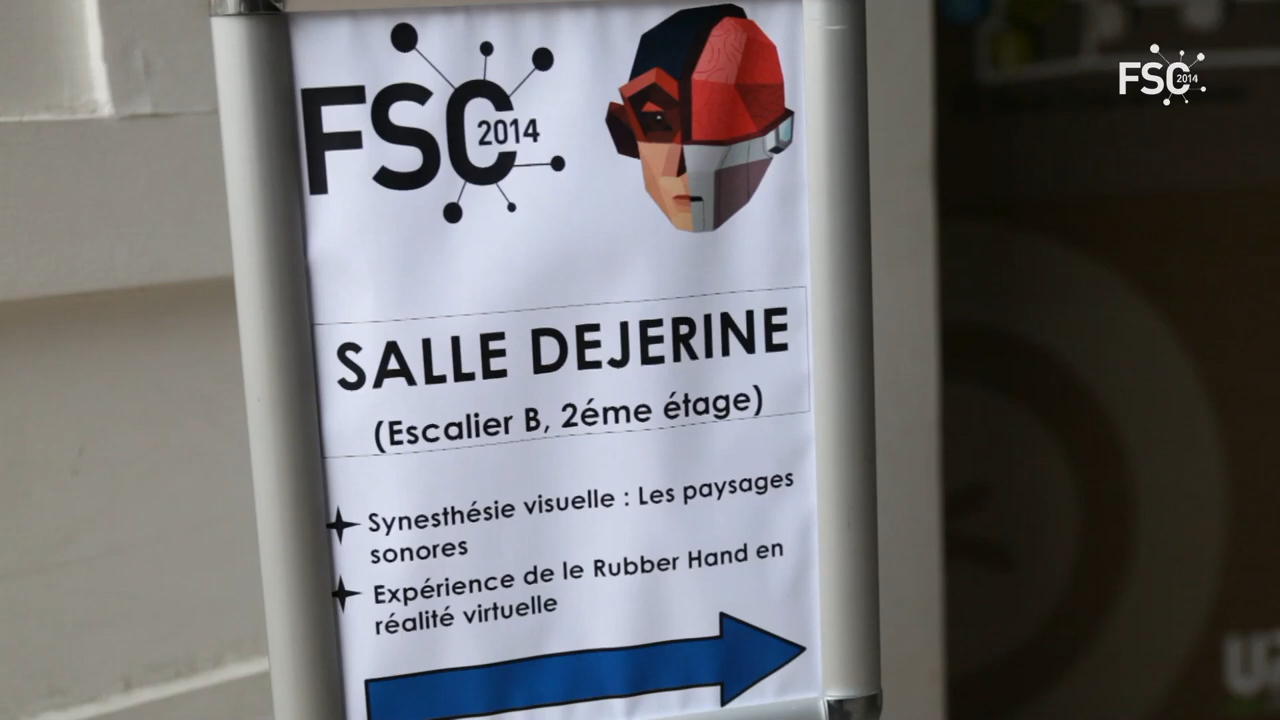 FSC
2014
FSC
2014
SALLE DEJERINE
(Escalier B, 2éme étage)
Synesthésie visuelle : Les paysages
sonores
Expérience de le Rubber Hand en
réalité virtuelle